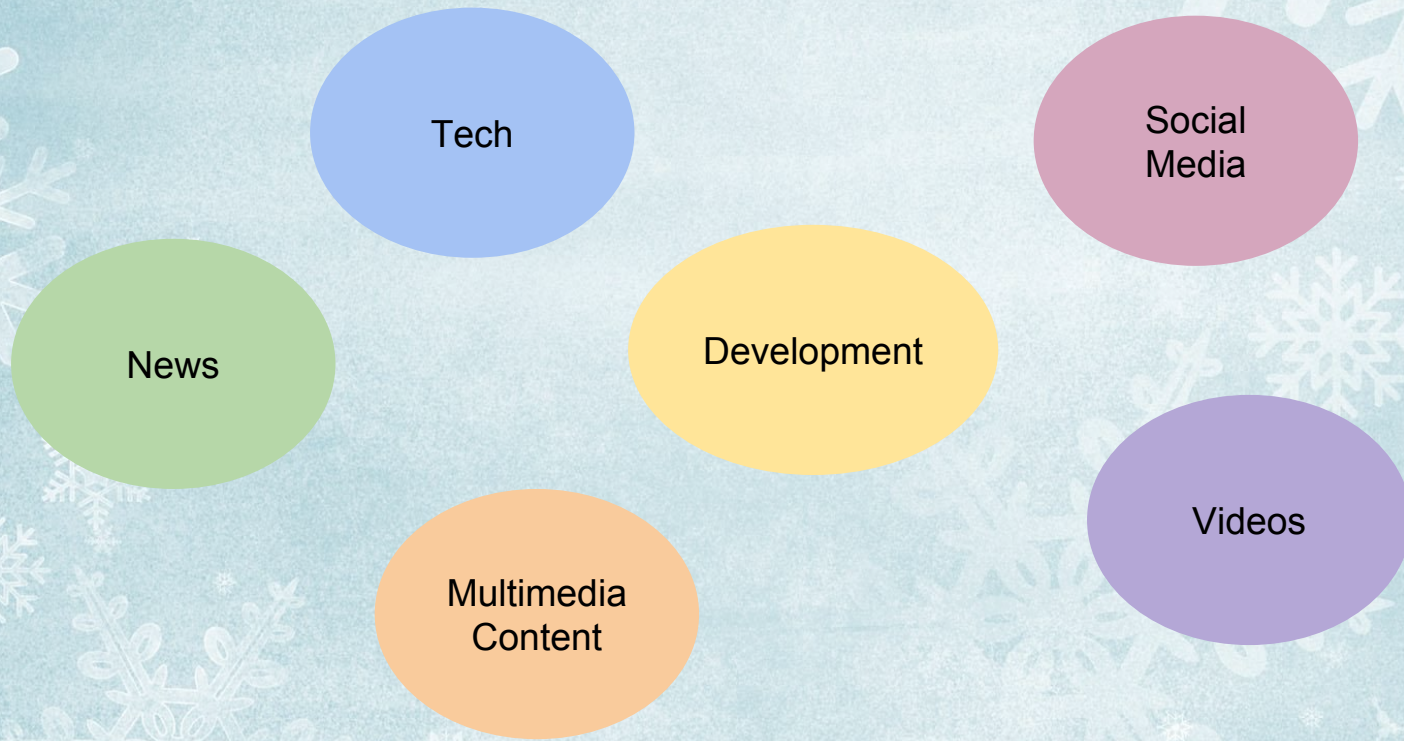 Tech
Social
Media
News
Development
Videos
Multimedia
Content